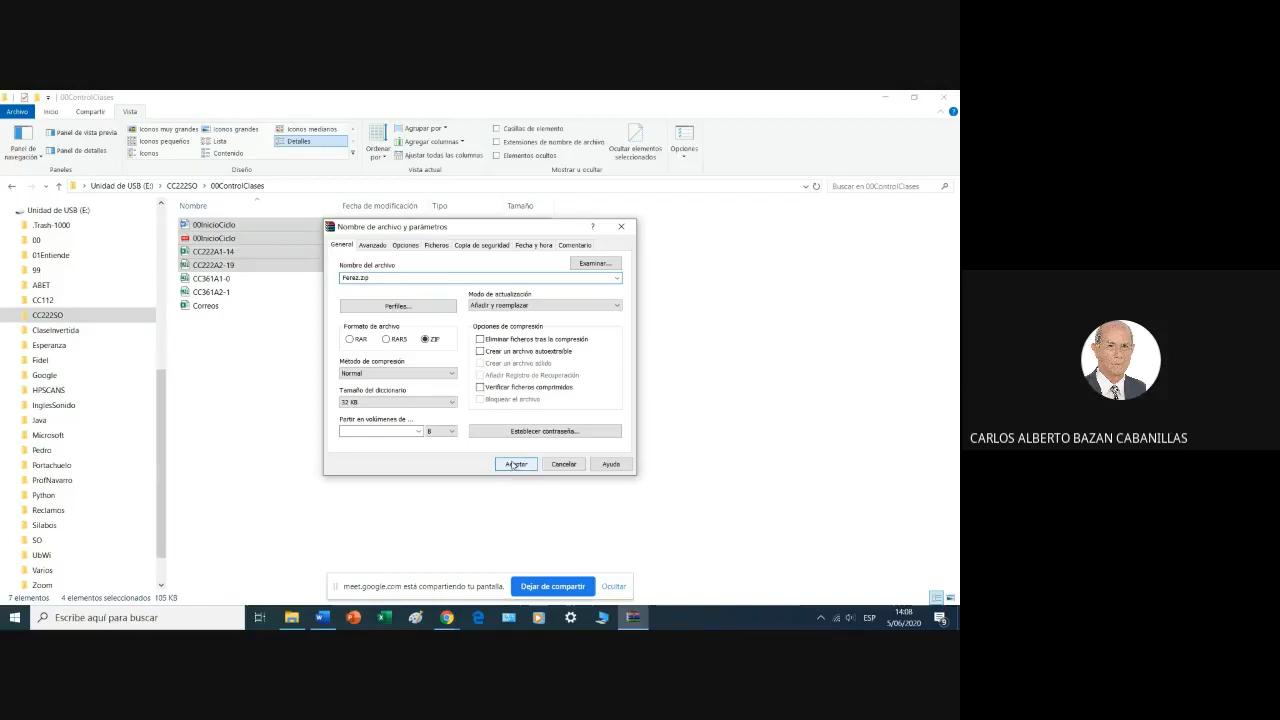 00ControlClases
Archivo Inicio Compartir Vista
Panel de navegación
Panel de vista previa
Panel de detalles
Paneles
Iconos muy grandes Iconos grandes Iconos medianos
Iconos pequeños Lista Detalles
Iconos Contenido
Diseño
Ordenar por
Agrupar por
Agregar columnas
Ajustar todas las columnas
Vista actual
Casillas de elemento
Extensiones de nombre de archivo
Elementos ocultos
Ocultar elementos seleccionados
Mostrar u ocultar
Opciones
Unidad de USB (E:) > CC222SO > 00ControlClases
Buscar en 00ControlClases
Unidad de USB (E:)
.Trash-1000
00
01Entiende
99
ABET
CC112
CC222SO
ClaseInvertida
Esperanza
Fidel
Google
HPSCANS
InglesSonido
Java
Microsoft
Pedro
Portachuelo
ProfNavarro
Python
Reclamos
Silabos
SO
UbWi
Varios
Zoom
Nombre Fecha de modificación Tipo Tamaño
00InicioCiclo
00InicioCiclo
CC222A1-14
CC222A2-19
CC361A1-0
CC361A2-1
Correos
Nombre de archivo y parámetros ?
General Avanzado Opciones Ficheros Copia de seguridad Fecha y hora Comentario
Nombre del archivo
Examinar...
Perez.zip
Perfiles...
Modo de actualización
Añadir y reemplazar
Formato de archivo
RAR RAR5 ZIP
Método de compresión
Normal
Tamaño del diccionario
32 KB
Partir en volúmenes de ...
B
Opciones de compresión
Eliminar ficheros tras la compresión
Crear un archivo autoextraíble
Crear un archivo sólido
Añadir Registro de Recuperación
Verificar ficheros comprimidos
Bloquear el archivo
Establecer contraseña...
Aceptar Cancelar Ayuda
meet.google.com está compartiendo tu pantalla. Dejar de compartir Ocultar
7 elementos 4 elementos seleccionados 105 KB
Escribe aquí para buscar
ESP
14:08
5/06/2020
CARLOS ALBERTO BAZAN CABANILLAS